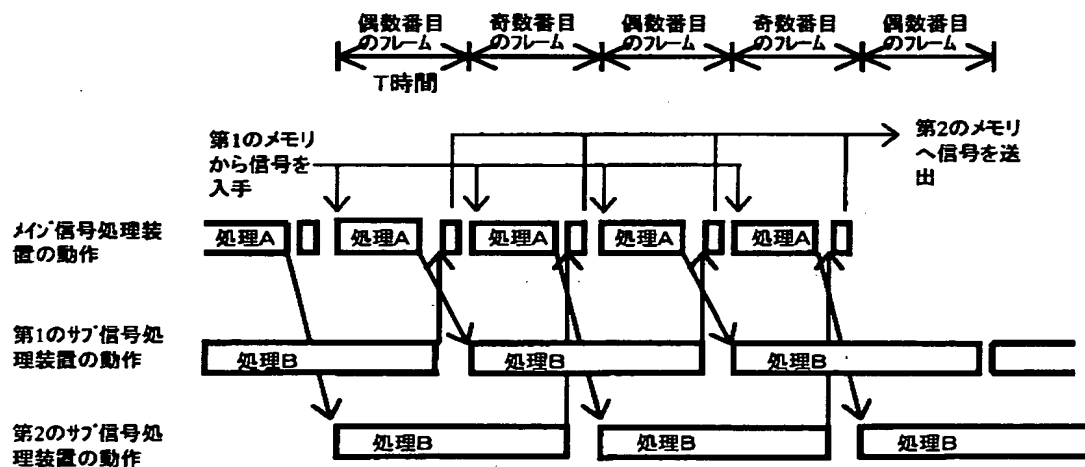 偶数番目
のフレーム
奇数番目
のフレーム
偶数番目
のフレーム
奇数番目
のフレーム
偶数番目
のフレーム
T時間
第1のメモリ
から信号を
入手
第2のメモリ
へ信号を送
出
メイン信号処理装
置の動作
処理A
処理A
処理A
処理A
処理A
第1のサブ信号処
理装置の動作
処理B
処理B
処理B
第2のサブ信号処
理装置の動作
処理B
処理B
処理B